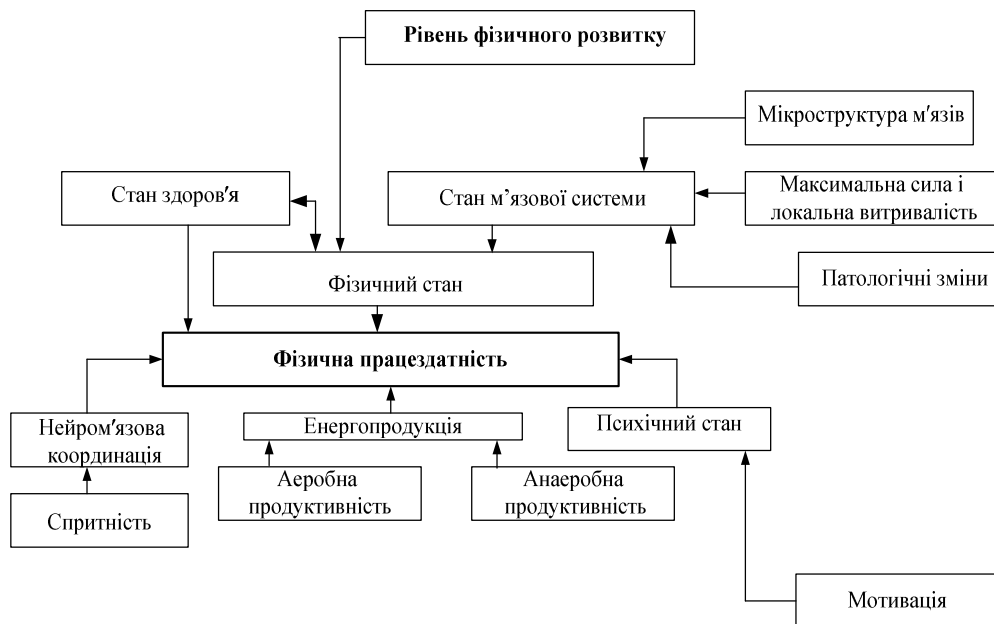 Рівень фізичного розвитку
Мікроструктура м'язів
Стан здоров'я
Стан м’язової системи
Максимальна сила і
локальна витривалість
Фізичний стан
Патологічні зміни
Фізична працездатність
Нейром'язова
координація
Енергопродукція
Психічний стан
Аеробна
продуктивність
Анаеробна
продуктивність
Спритність
Мотивація